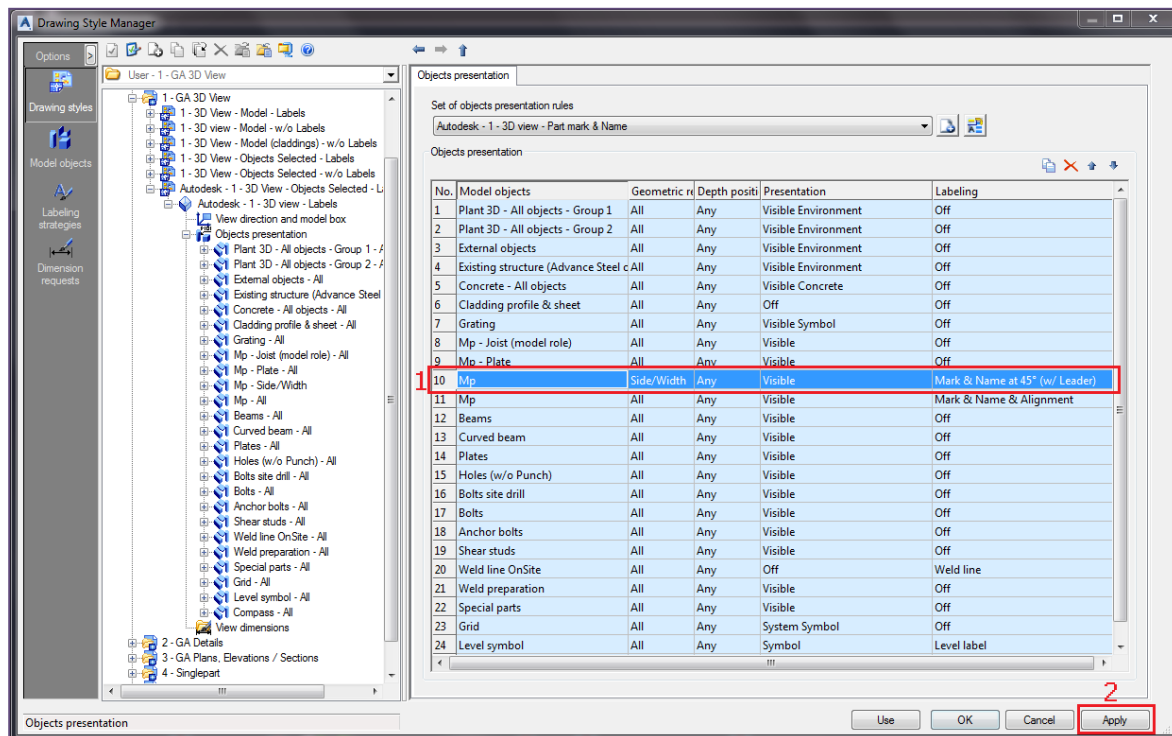 Drawing Style Manager
Options
Drawing styles
Model objects
Labeling
strategies
Dimension
requests
User - 1 - GA 3D View
1 - GA 3D View
1 - 3D View - Model - Labels
1 - 3D view - Model - w/o Labels
1 - 3D View - Model (claddings) - w/o Labels
1 - 3D View - Objects Selected - Labels
1 - 3D View - Objects Selected - w/o Labels
Autodesk - 1 - 3D View - Objects Selected - L
Autodesk - 1 - 3D view - Labels
View direction and model box
Objects presentation
Plant 3D - All objects - Group 1 - A
Plant 3D - All objects - Group 2 - A
External objects - All
Existing structure (Advance Steel
Concrete - All objects - All
Cladding profile & sheet - All
Grating - All
Mp - Joist (model role) - All
Mp - Plate - All
Mp - Side/Width
Mp - All
Beams - All
Curved beam - All
Plates - All
Holes (w/o Punch) - All
Bolts site drill - All
Bolts - All
Anchor bolts - All
Shear studs - All
Weld line OnSite - All
Weld preparation - All
Special parts - All
Grid - All
Level symbol - All
Compass - All
View dimensions
2 - GA Details
3 - GA Plans, Elevations / Sections
4 - Singlepart
Objects presentation
Set of objects presentation rules
Autodesk - 1 - 3D view - Part mark & Name
Objects presentation
No. Model objects Geometric re Depth positi Presentation Labeling
1 Plant 3D - All objects - Group 1 All Any Visible Environment Off
2 Plant 3D - All objects - Group 2 All Any Visible Environment Off
3 External objects All Any Visible Environment Off
4 Existing structure (Advance Steel c All Any Visible Environment Off
5 Concrete - All objects All Any Visible Concrete Off
6 Cladding profile & sheet All Any Off Off
7 Grating All Any Visible Symbol Off
8 Mp - Joist (model role) All Any Visible Off
9 Mp - Plate All Any Visible Off
1 10 Mp Side/Width Any Visible Mark & Name at 45° (w/ Leader)
11 Mp All Any Visible Mark & Name & Alignment
12 Beams All Any Visible Off
13 Curved beam All Any Visible Off
14 Plates All Any Visible Off
15 Holes (w/o Punch) All Any Visible Off
16 Bolts site drill All Any Visible Off
17 Bolts All Any Visible Off
18 Anchor bolts All Any Visible Off
19 Shear studs All Any Visible Off
20 Weld line OnSite All Any Off Weld line
21 Weld preparation All Any Visible Off
22 Special parts All Any Visible Off
23 Grid All Any System Symbol Off
24 Level symbol All Any Symbol Level label
2
Objects presentation
Use OK Cancel Apply